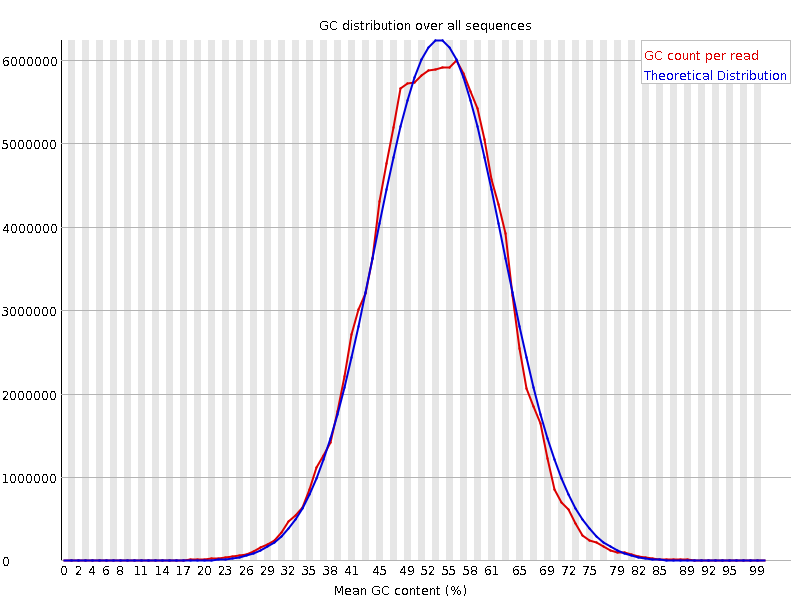 GC distribution over all sequences
GC count per read
Theoretical Distribution
6000000
5000000
4000000
3000000
2000000
1000000
0
0 2 4 6 8 11 14 17 20 23 26 29 32 35 38 41 45 49 52 55 58 61 65 69 72 75 79 82 85 89 92 95 99
Mean GC content (%)